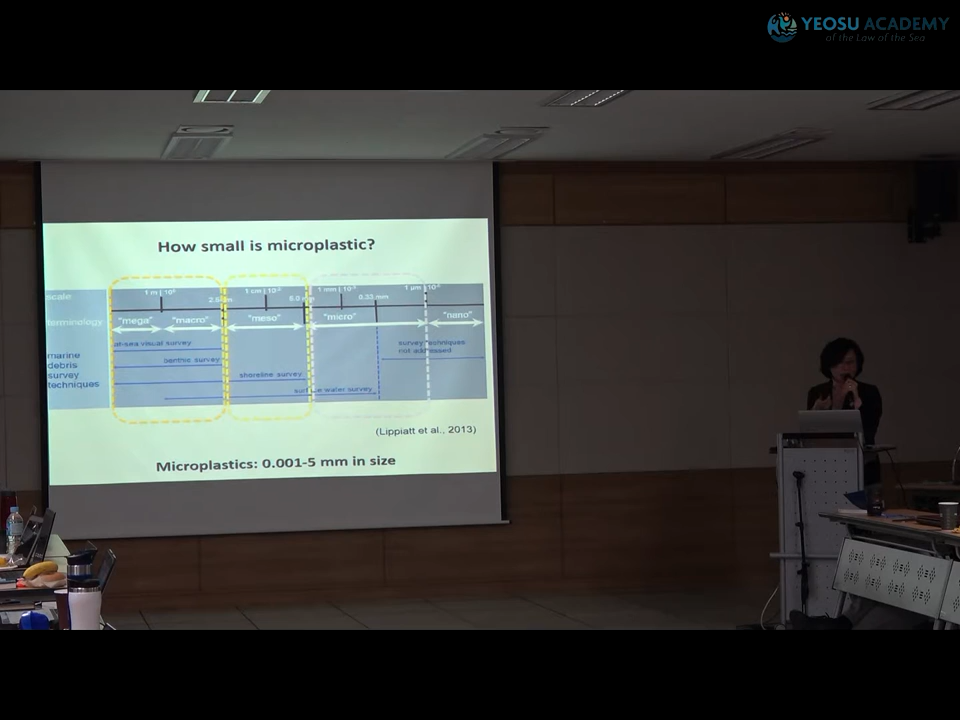 YEOSU ACADEMY
of the Law of the Sea
How small is microplastic?
scale
1 m | 10⁰
1 cm | 10⁻²
5.0 mm
1 mm | 10⁻³
0.33 mm
1 µm | 10⁻⁶
terminology
"mega"
"macro"
"meso"
"micro"
"nano"
marine
debris
survey
techniques
at-sea visual survey
benthic survey
shoreline survey
water survey
survey techniques
not addressed
(Lippiatt et al., 2013)
Microplastics: 0.001-5 mm in size